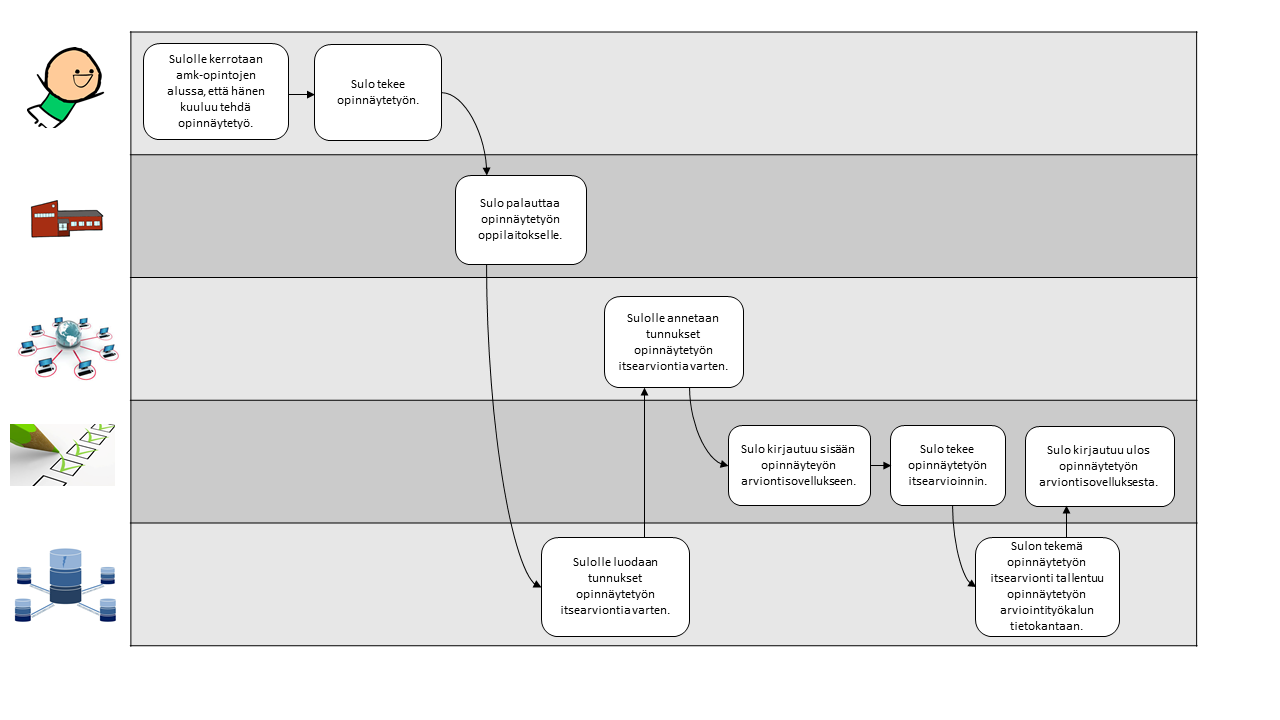 Sulolle kerrotaan
amk-opintojen
alussa, että hänen
kuuluu tehdä
opinnäytetyö.
Sulo tekee
opinnäytetyön.
Sulo palauttaa
opinnäytetyön
oppilaitokselle.
Sulolle annetaan
tunnukset
opinnäytetyön
itsearviontia varten.
Sulo kirjautuu sisään
opinnäyteyön
arviontisovellukseen.
Sulo tekee
opinnäytetyön
itsearvioinnin.
Sulo kirjautuu ulos
opinnäytetyön
arviontisovelluksesta.
Sulolle luodaan
tunnukset
opinnäytetyön
itsearviontia varten.
Sulon tekemä
opinnäytetyön
itsearvionti tallentuu
opinnäytetyön
arviointityökalun
tietokantaan.